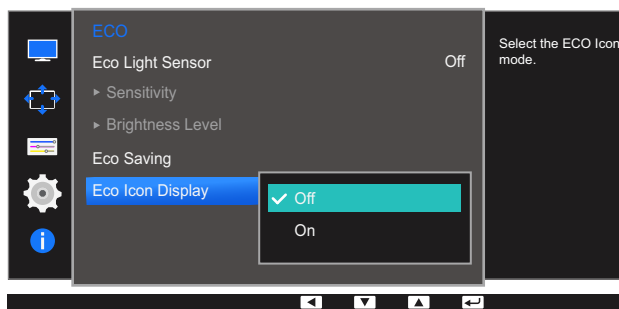 ECO
Eco Light Sensor Off
▸ Sensitivity
▸ Brightness Level
Eco Saving
Eco Icon Display
Off
On
Select the ECO Icon
mode.